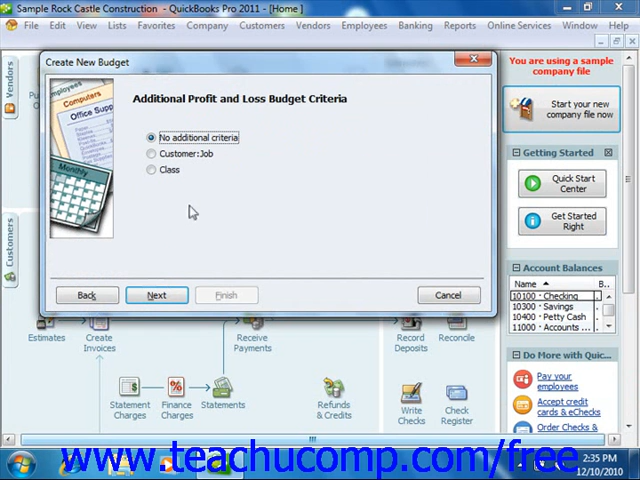 Sample Rock Castle Construction - QuickBooks Pro 2011 - [Home ]
File Edit View Lists Favorites Company Customers Vendors Employees Banking Reports Online Services Window Help
Create New Budget
Employees
Computers
Office Supp
Monthly
Additional Profit and Loss Budget Criteria
No additional criteria
Customer:Job
Class
Back
Next
Finish
Cancel
Vendors
Customers
You are using a sample
company file
Start your new
company file now
Getting Started
Quick Start
Center
Get Started
Right
Account Balances
Name B..
10100 · Checking
10300 · Savings
10400 · Petty Cash
11000 · Accounts ...
Do More with Quic...
Pay your
employees
Accept credit
cards & eChecks
Order Checks &
Estimates
Create
Invoices
Receive
Payments
Record
Deposits
Reconcile
Statement
Charges
Finance
Charges
Statements
Refunds
& Credits
Write
Checks
Check
Register
www.teachucomp.com/free
2:35 PM
12/10/2010